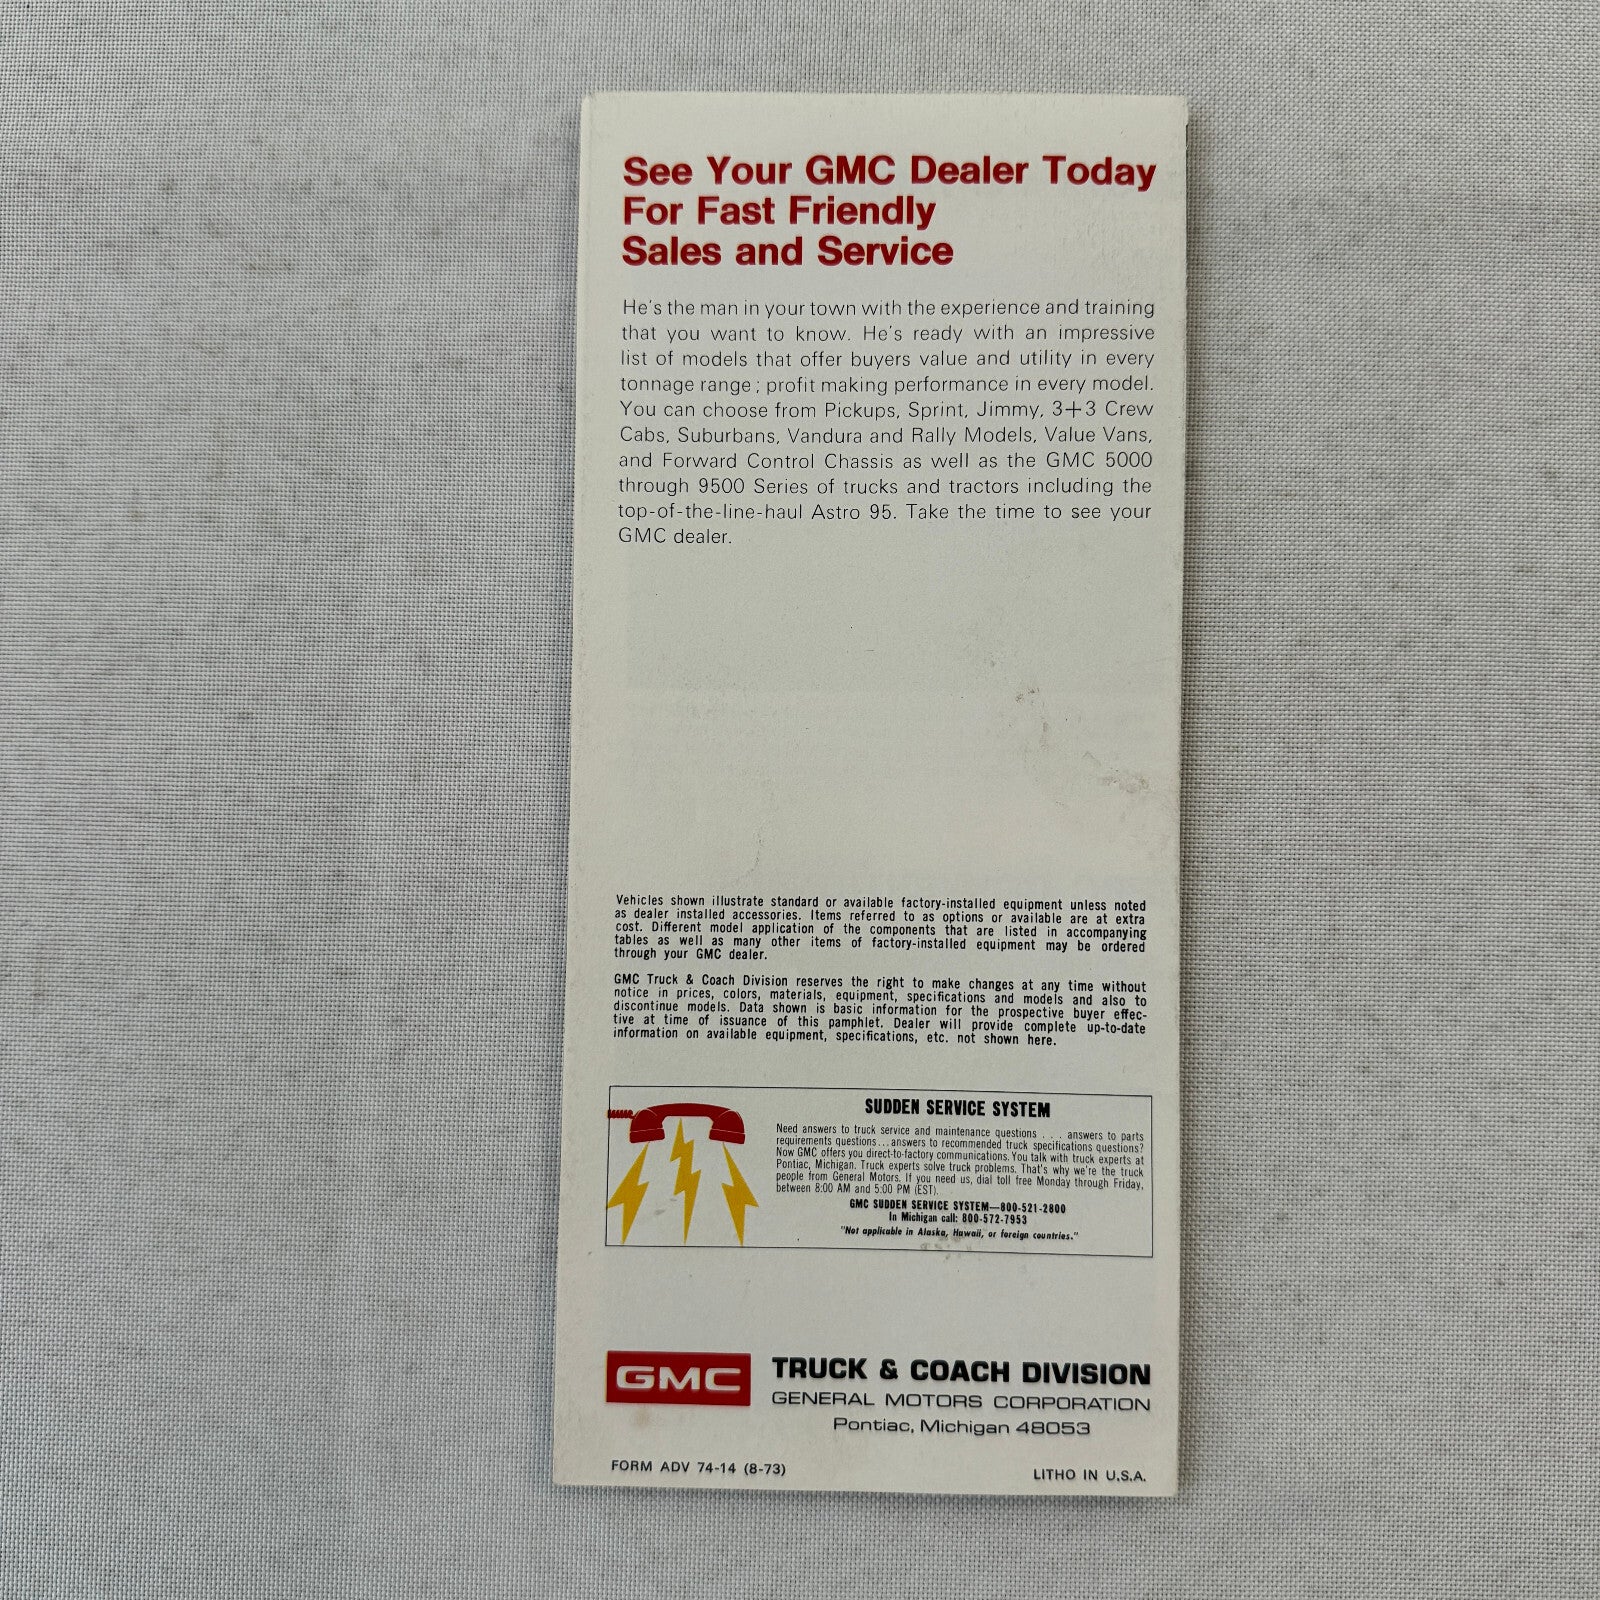 See Your GMC Dealer Today
For Fast Friendly
Sales and Service
He's the man in your town with the experience and training
that you want to know. He's ready with an impressive
list of models that offer buyers value and utility in every
tonnage range; profit making performance in every model.
You can choose from Pickups, Sprint, Jimmy, 3+3 Crew
Cabs, Suburbans, Vandura and Rally Models, Value Vans,
and Forward Control Chassis as well as the GMC 5000
through 9500 Series of trucks and tractors including the
top-of-the-line-haul Astro 95. Take the time to see your
GMC dealer.
Vehicles shown illustrate standard or available factory-installed equipment unless noted
as dealer installed accessories. Items referred to as options or available are at extra
cost. Different model application of the components that are listed in accompanying
tables as well as many other items of factory-installed equipment may be ordered
through your GMC dealer.
GMC Truck & Coach Division reserves the right to make changes at any time without
notice in prices, colors, materials, equipment, specifications and models and also to
discontinue models. Data shown is basic information for the prospective buyer effec-
tive at time of issuance of this pamphlet. Dealer will provide complete up-to-date
information on available equipment, specifications, etc. not shown here.
SUDDEN SERVICE SYSTEM
Need answers to truck service and maintenance questions . . . answers to parts
requirements questions...answers to recommended truck specifications questions?
Now GMC offers you direct-to-factory communications. You talk with truck experts at
Pontiac, Michigan. Truck experts solve truck problems. That's why we're the truck
people from General Motors. If you need us, dial toll free Monday through Friday,
between 8:00 AM and 5:00 PM (EST).
GMC SUDDEN SERVICE SYSTEM—800-521-2800
In Michigan call: 800-572-7953
"Not applicable in Alaska, Hawaii, or foreign countries."
GMC TRUCK & COACH DIVISION
GENERAL MOTORS CORPORATION
Pontiac, Michigan 48053
FORM ADV 74-14 (8-73)
LITHO IN U.S.A.